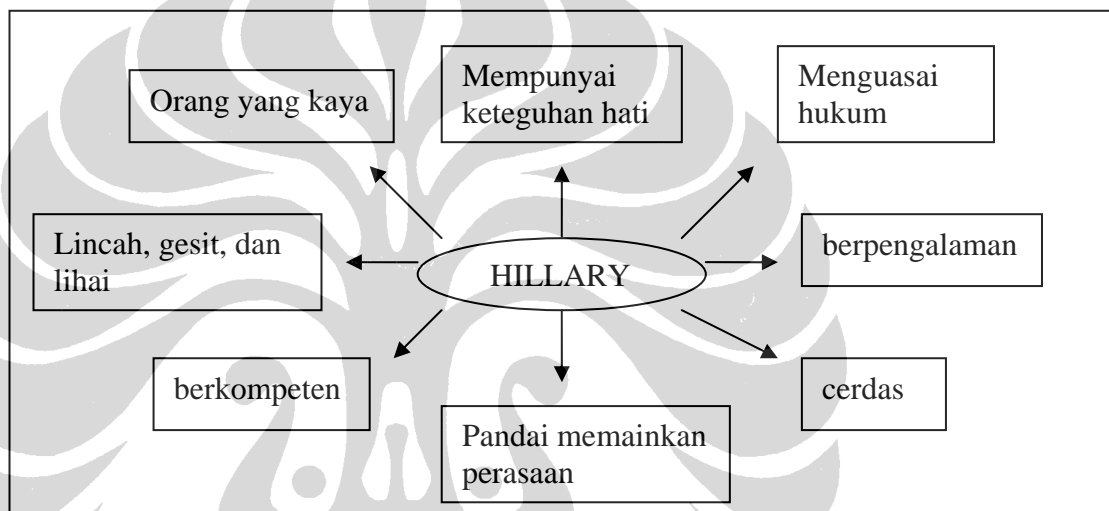 Orang yang kaya
Mempunyai
keteguhan hati
Menguasai
hukum
Lincah, gesit, dan
lihai
HILLARY
berpengalaman
berkompeten
Pandai memainkan
perasaan
cerdas